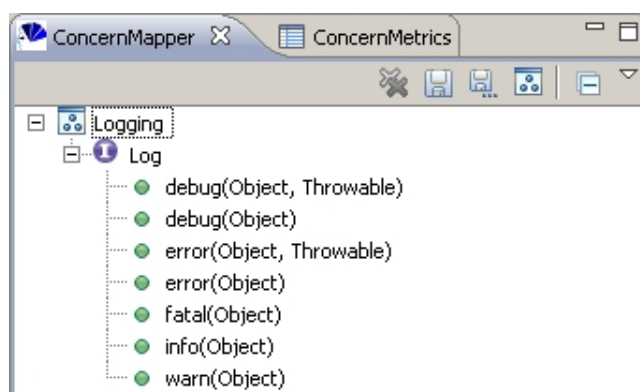 ConcernMapper ConcernMetrics
Logging
Log
debug(Object, Throwable)
debug(Object)
error(Object, Throwable)
error(Object)
fatal(Object)
info(Object)
warn(Object)